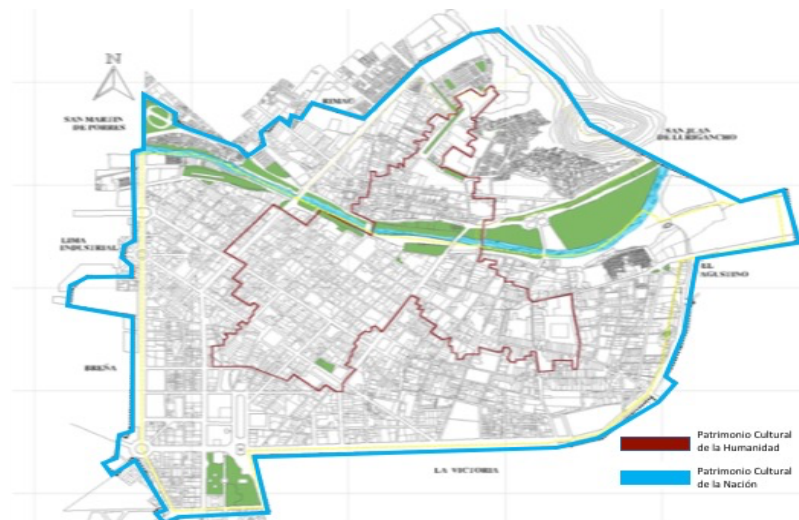 N
SAN MARTIN
DE PORRES
RIMAC
SAN JUAN
DE LURIGANCHO
LIMA
INDUSTRIAL
EL
AGUSTINO
BREÑA
LA VICTORIA
Patrimonio Cultural
de la Humanidad
Patrimonio Cultural
de la Nación